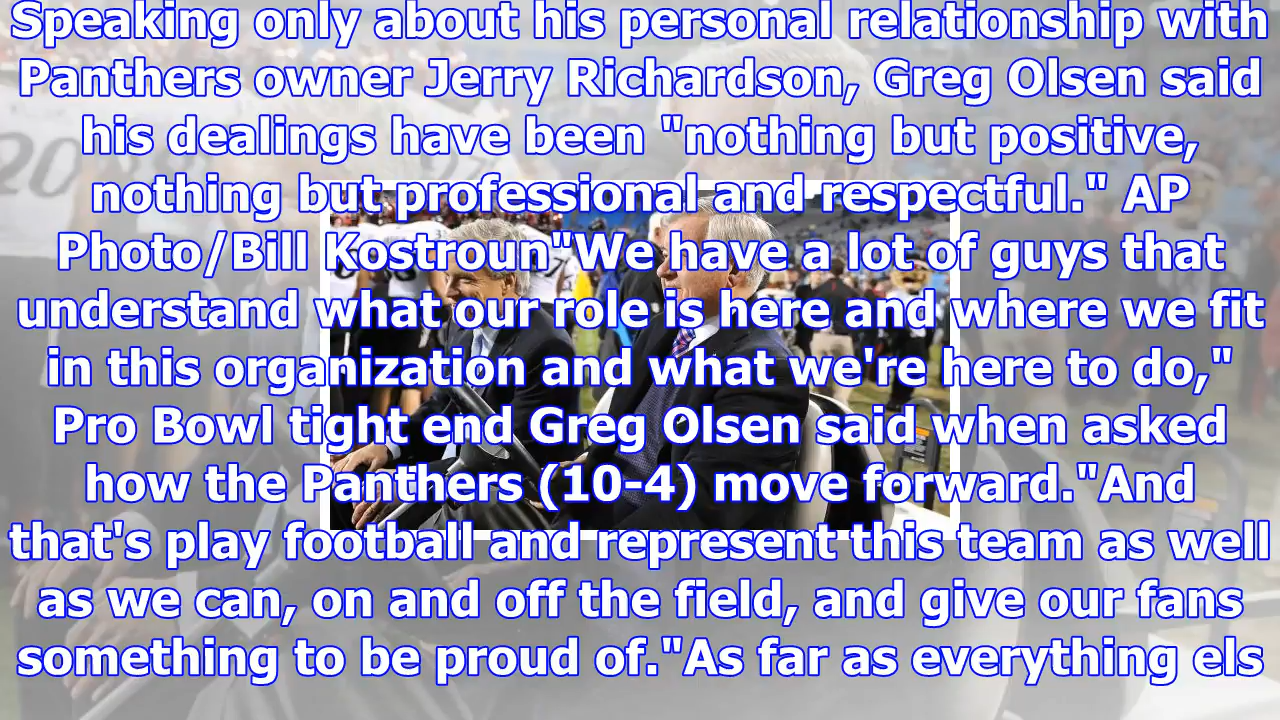 Speaking only about his personal relationship with
Panthers owner Jerry Richardson, Greg Olsen said
his dealings have been "nothing but positive,
nothing but professional and respectful." AP
Photo/Bill Kostroun"We have a lot of guys that
understand what our role is here and where we fit
in this organization and what we're here to do,"
Pro Bowl tight end Greg Olsen said when asked
how the Panthers (10-4) move forward."And
that's play football and represent this team as well
as we can, on and off the field, and give our fans
something to be proud of."As far as everything els
20